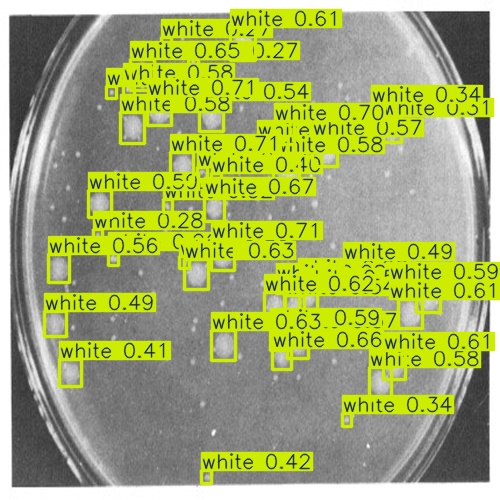 white 0.61
white 0.27
white 0.65
0.27
white 0.58
white 0.71
0.54
white 0.34
white 0.58
white 0.70
white 0.31
white
white 0.57
white 0.71
0.58
white 0.40
white 0.59
white 0.67
white 0.28
white 0.71
white 0.56
white 0.63
white 0.49
white 0.59
white 0.62
0.61
white 0.49
white 0.63
0.59
white 0.66
0.61
white 0.41
white 0.58
white 0.34
white 0.42